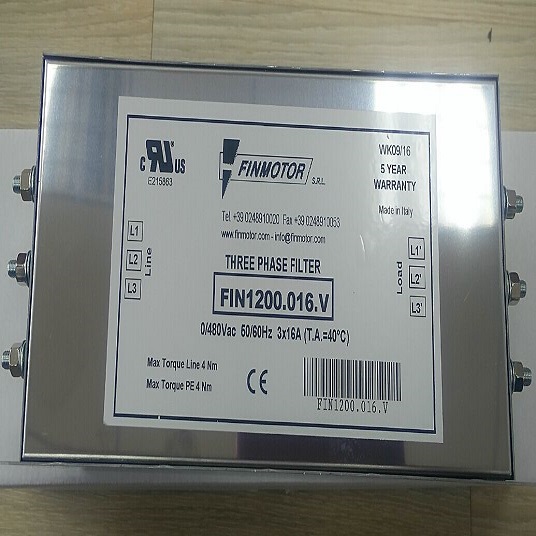 c RU US
E215863
FINMOTOR S.R.L.
WK09/16
5 YEAR
WARRANTY
Made in Italy
Tel. +39 0248910020 Fax +39 0248910053
www.finmotor.com - info@finmotor.com
L1
L2
L3
Line
THREE PHASE FILTER
FIN1200.016.V
0/480Vac 50/60Hz 3x16A (T.A.=40°C)
Load
L1'
L2'
L3'
Max Torque Line 4 Nm
Max Torque PE 4 Nm
CE
FIN1200.016.V